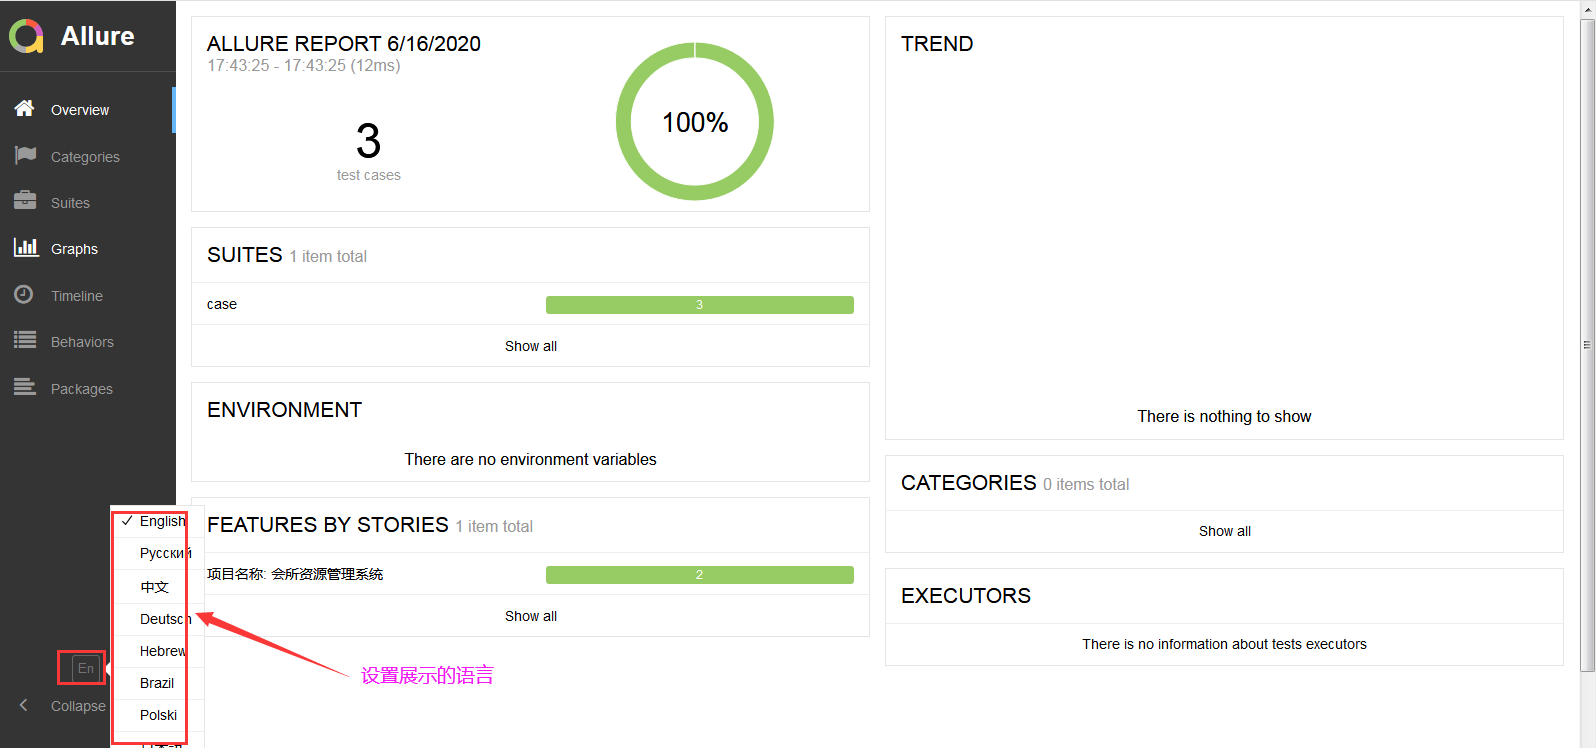 Allure
Overview
Categories
Suites
Graphs
Timeline
Behaviors
Packages
En
Collapse
English
Русский
中文
Deutsch
Hebrew
Brazil
Polski
ALLURE REPORT 6/16/2020
17:43:25 - 17:43:25 (12ms)
3
test cases
100%
SUITES 1 item total
case 3
Show all
ENVIRONMENT
There are no environment variables
FEATURES BY STORIES 1 item total
项目名称: 会所资源管理系统 2
Show all
设置展示的语言
TREND
There is nothing to show
CATEGORIES 0 items total
Show all
EXECUTORS
There is no information about tests executors